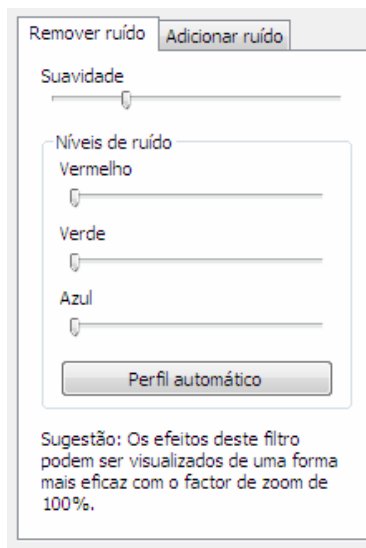 Remover ruído
Adicionar ruído
Suavidade
Níveis de ruído
Vermelho
Verde
Azul
Perfil automático
Sugestão: Os efeitos deste filtro
podem ser visualizados de uma forma
mais eficaz com o factor de zoom de
100%.